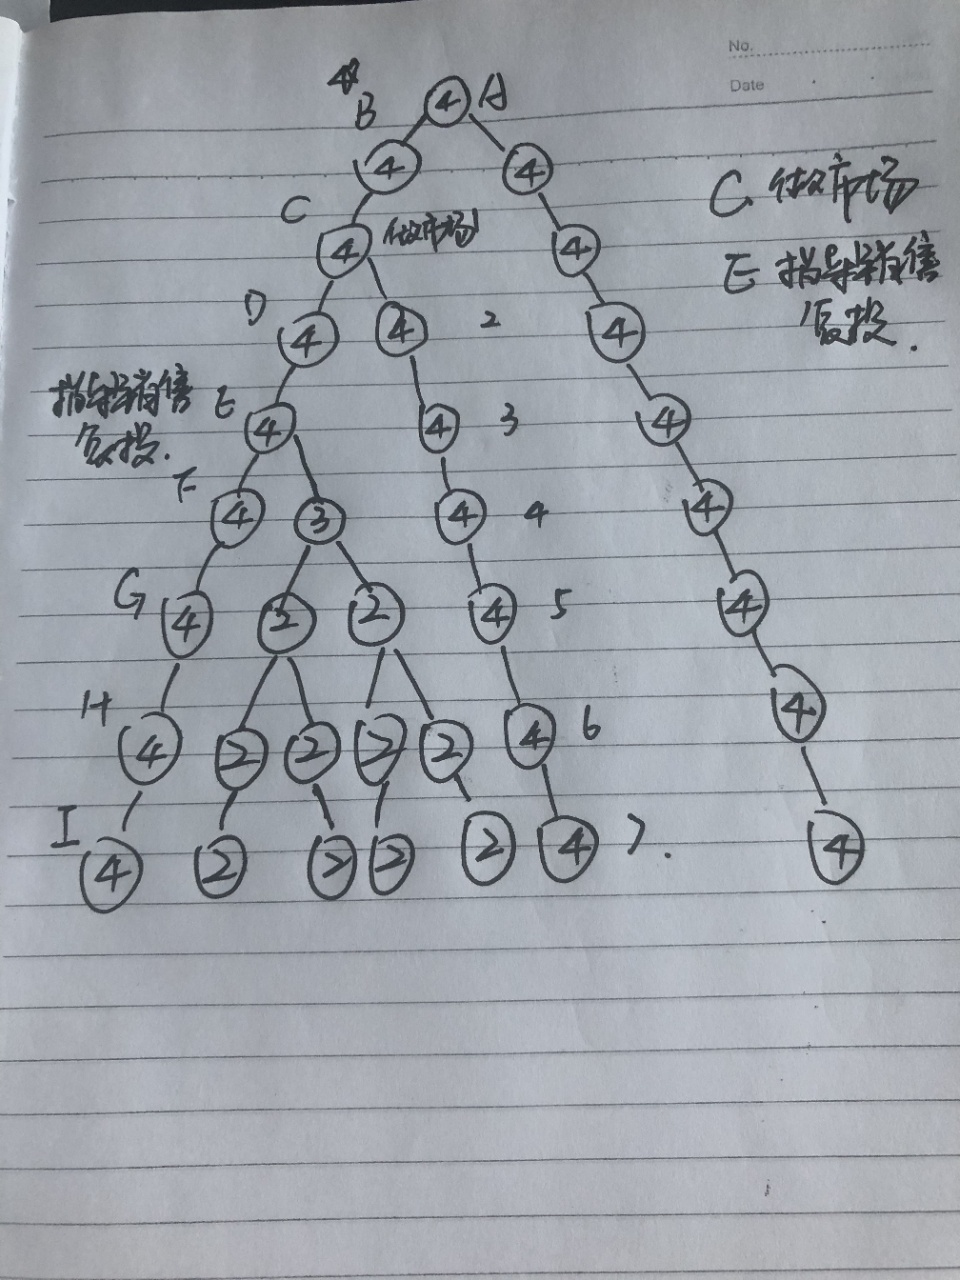 No.
Date
B ④ A
④ ④
C
④ 做市场 ④
C. 做市场
E 指导销售
复投.
D ④ ④ 2 ④
指导销售
复投.
E ④ ④ 3 ④
F ④ ③ ④ 4 ④
G ④ ② ② ④ 5 ④
H ④ ② ② ② ② ④ 6 ④
I ④ ② ② ② ② ④ 7. ④